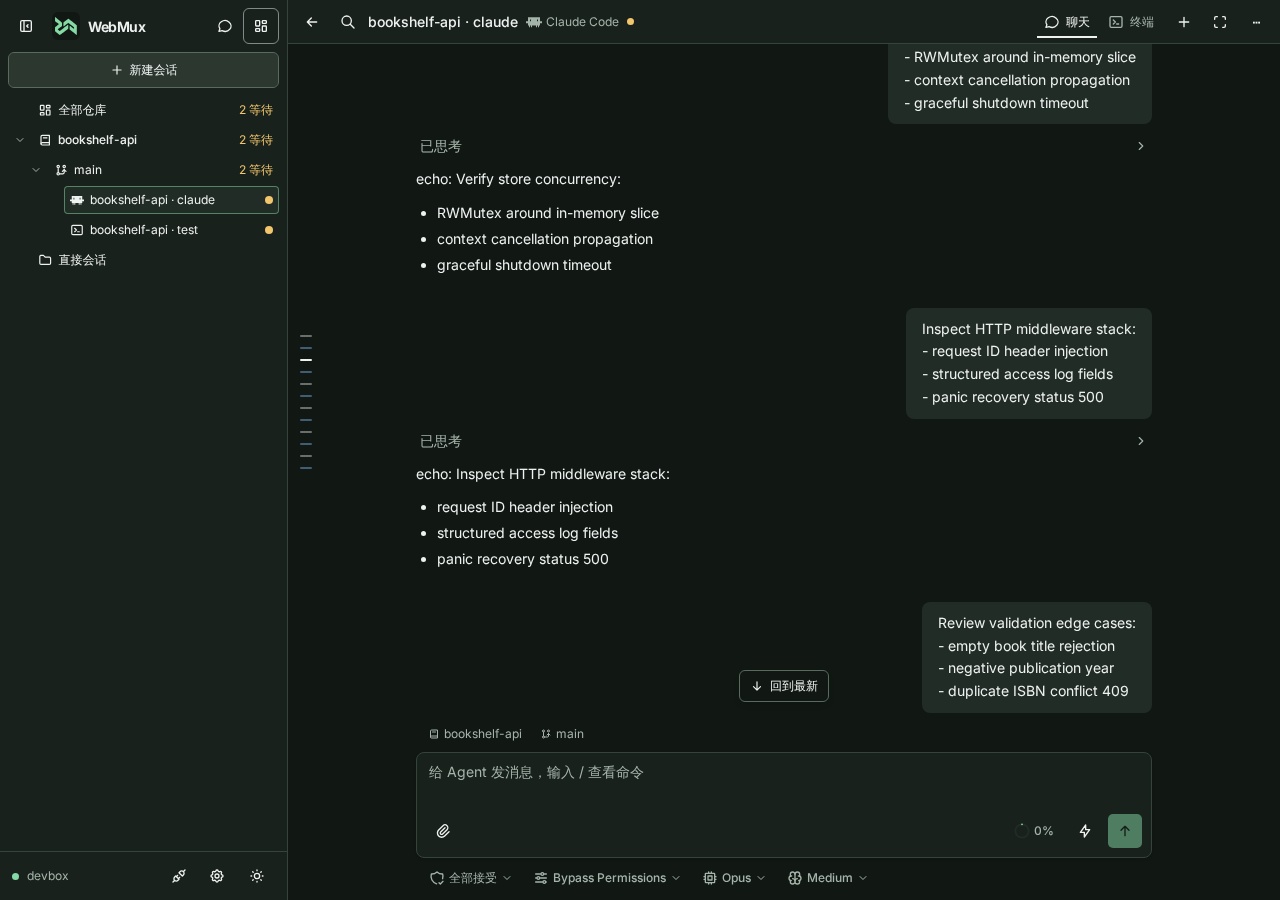 WebMux
新建会话
全部仓库 2 等待
bookshelf-api 2 等待
main 2 等待
bookshelf-api · claude
bookshelf-api · test
直接会话
devbox
bookshelf-api · claude Claude Code
聊天 终端
- RWMutex around in-memory slice
- context cancellation propagation
- graceful shutdown timeout
已思考
echo: Verify store concurrency:
• RWMutex around in-memory slice
• context cancellation propagation
• graceful shutdown timeout
Inspect HTTP middleware stack:
- request ID header injection
- structured access log fields
- panic recovery status 500
已思考
echo: Inspect HTTP middleware stack:
• request ID header injection
• structured access log fields
• panic recovery status 500
Review validation edge cases:
- empty book title rejection
- negative publication year
- duplicate ISBN conflict 409
回到最新
bookshelf-api main
给 Agent 发消息，输入 / 查看命令
0%
全部接受 Bypass Permissions Opus Medium